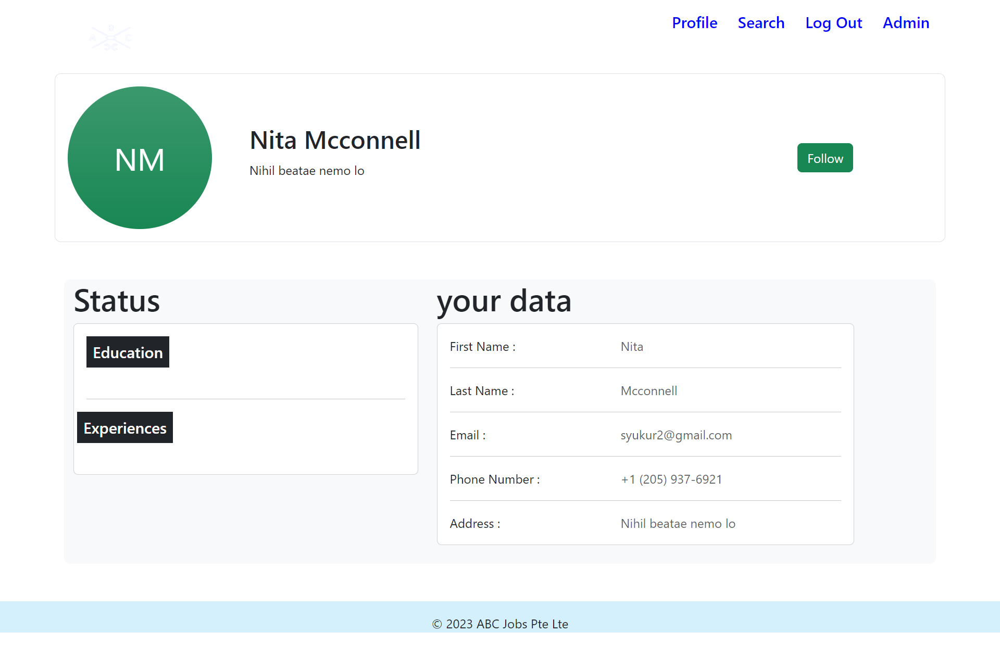 Profile Search Log Out Admin
A B C
NM
Nita Mcconnell
Nihil beatae nemo lo
Follow
Status
Education
Experiences
your data
First Name : Nita
Last Name : Mcconnell
Email : syukur2@gmail.com
Phone Number : +1 (205) 937-6921
Address : Nihil beatae nemo lo
© 2023 ABC Jobs Pte Lte